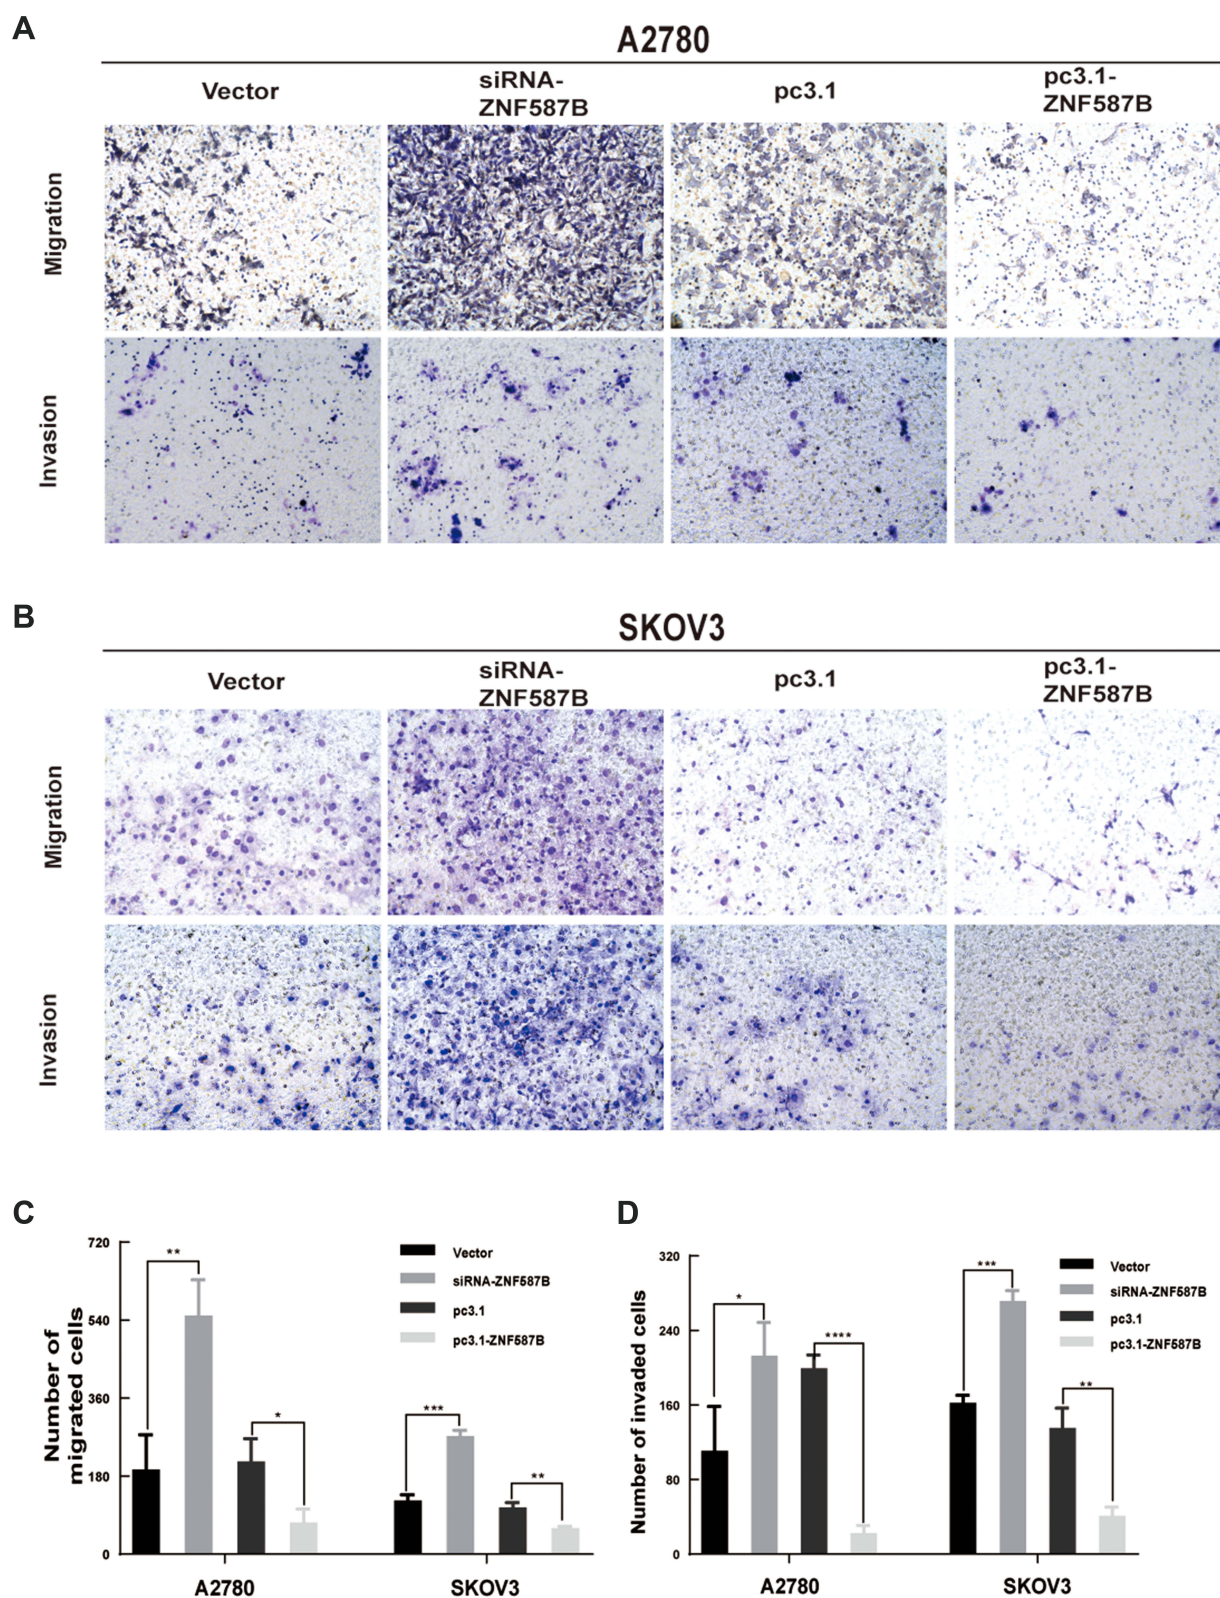 A
A2780
Vector
siRNA-
ZNF587B
pc3.1
pc3.1-
ZNF587B
Migration
Invasion
B
SKOV3
Vector
siRNA-
ZNF587B
pc3.1
pc3.1-
ZNF587B
Migration
Invasion
C
Number of
migrated cells
720
540
360
180
0
**
*
***
**
Vector
siRNA-ZNF587B
pc3.1
pc3.1-ZNF587B
A2780
SKOV3
D
Number of invaded cells
320
240
160
80
0
*
****
***
**
Vector
siRNA-ZNF587B
pc3.1
pc3.1-ZNF587B
A2780
SKOV3